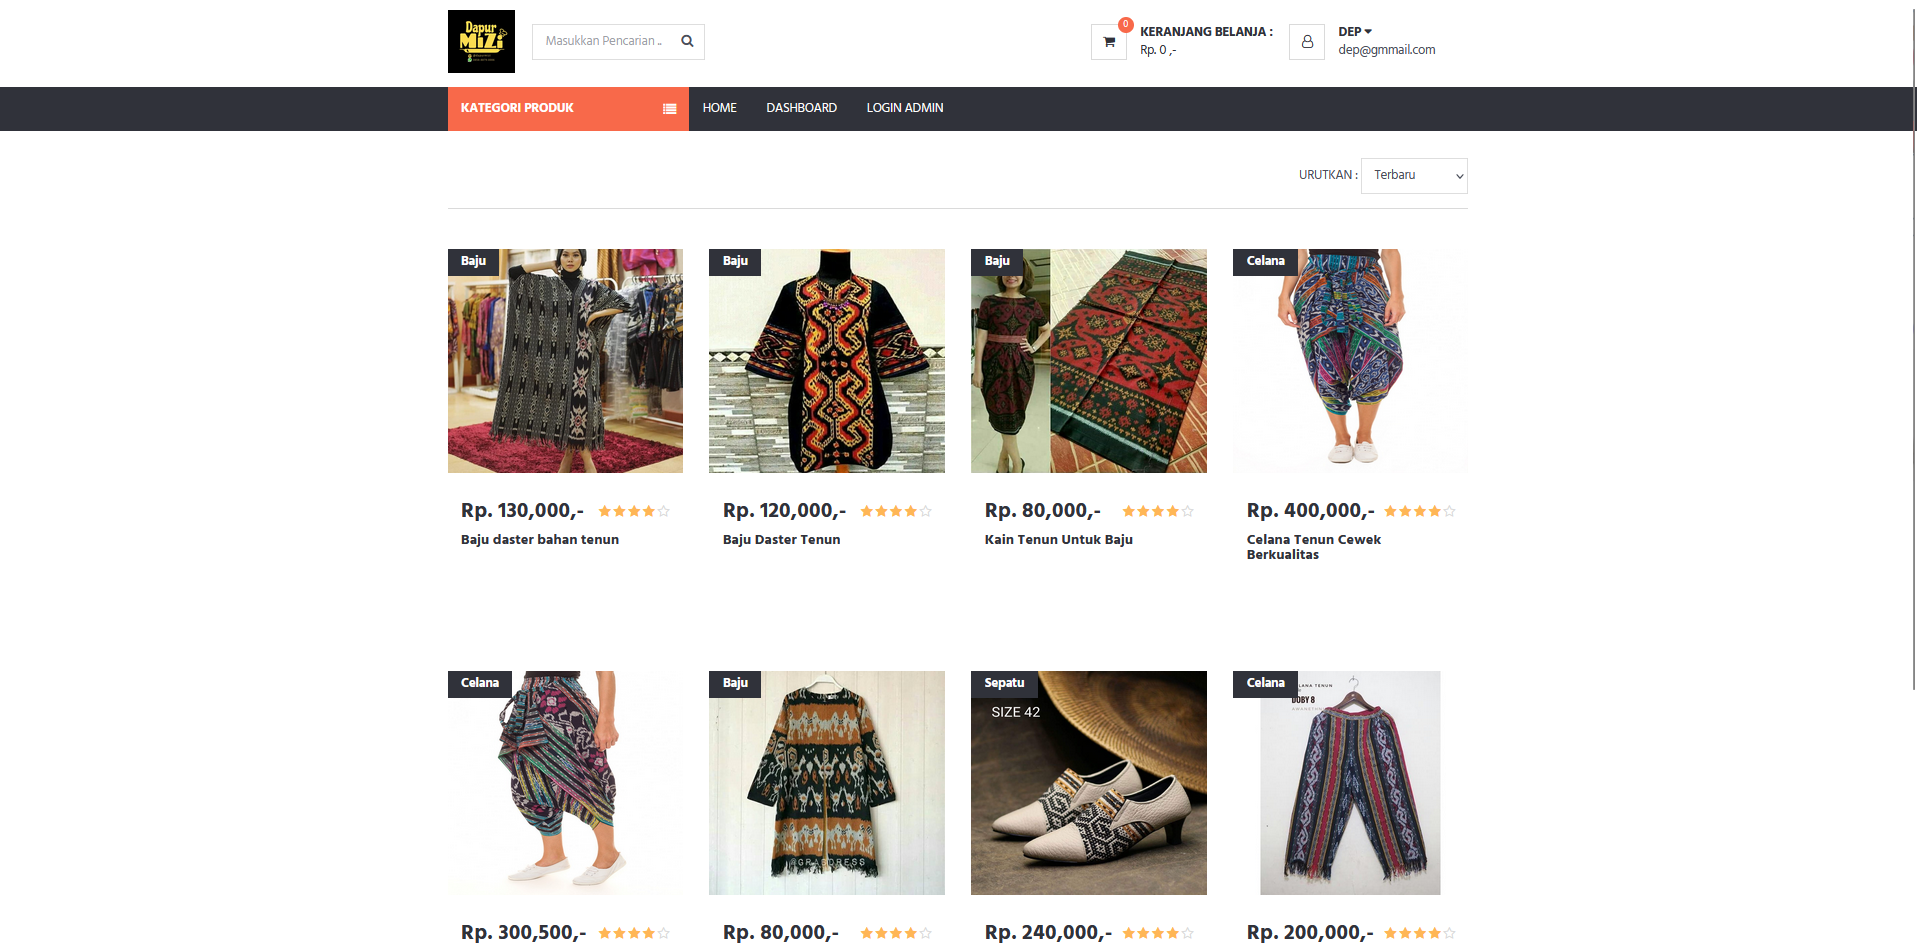 Dapur
MiZi
Masukkan Pencarian ..
0
KERANJANG BELANJA :
Rp. 0 ,-
DEP
dep@gmmail.com
KATEGORI PRODUK
HOME
DASHBOARD
LOGIN ADMIN
URUTKAN :
Terbaru
Baju
Baju
Baju
Celana
Rp. 130,000,-
Rp. 120,000,-
Rp. 80,000,-
Rp. 400,000,-
Baju daster bahan tenun
Baju Daster Tenun
Kain Tenun Untuk Baju
Celana Tenun Cewek
Berkualitas
Celana
Baju
Sepatu
Celana
SIZE 42
TENUN
DOBY 8
@GRABDRESS
Rp. 300,500,-
Rp. 80,000,-
Rp. 240,000,-
Rp. 200,000,-